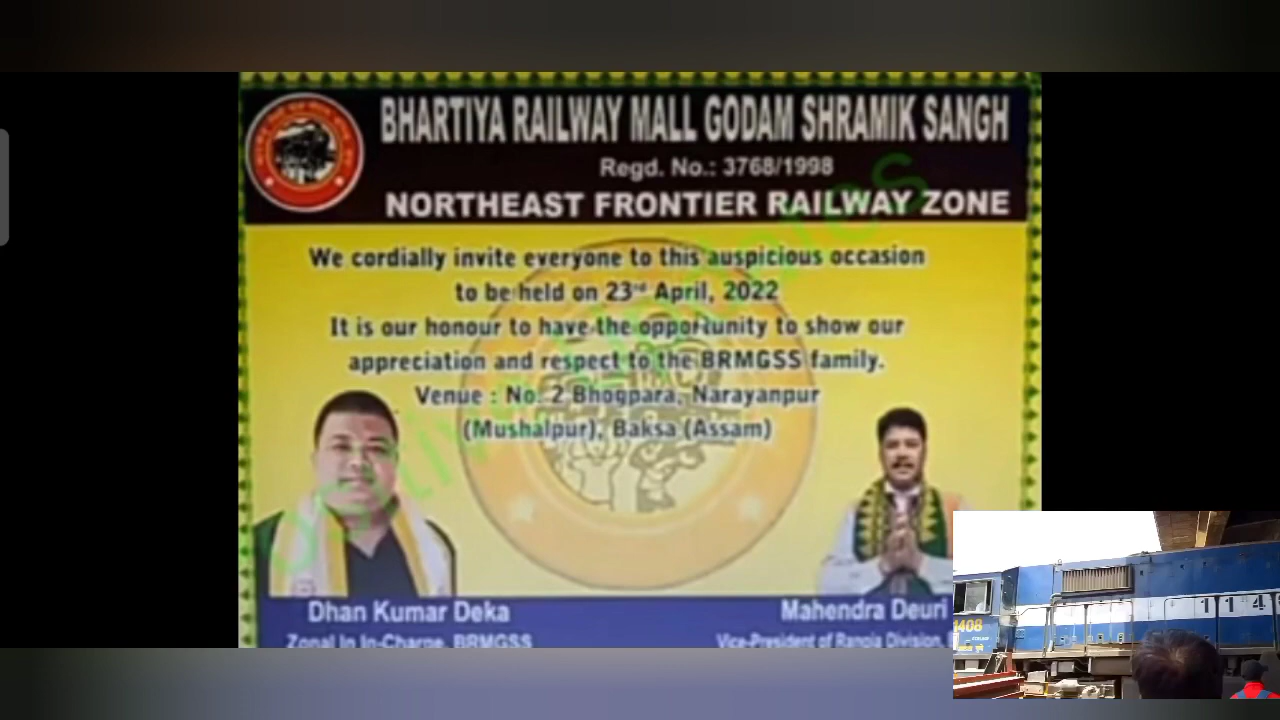 BHARTIYA RAILWAY MALL GODAM SHRAMIK SANGH
Regd. No.: 3768/1998
NORTHEAST FRONTIER RAILWAY ZONE
We cordially invite everyone to this auspicious occasion
to be held on 23rd April, 2022
It is our honour to have the opportunity to show our
appreciation and respect to the BRMGSS family.
Venue : No. 2 Bhogpara, Narayanpur
(Mushalpur), Baksa (Assam)
Dhan Kumar Deka
Mahendra Deuri
Zonal In In-Charge, BRMGSS
Vice-President of Rangia Division,
1408
114